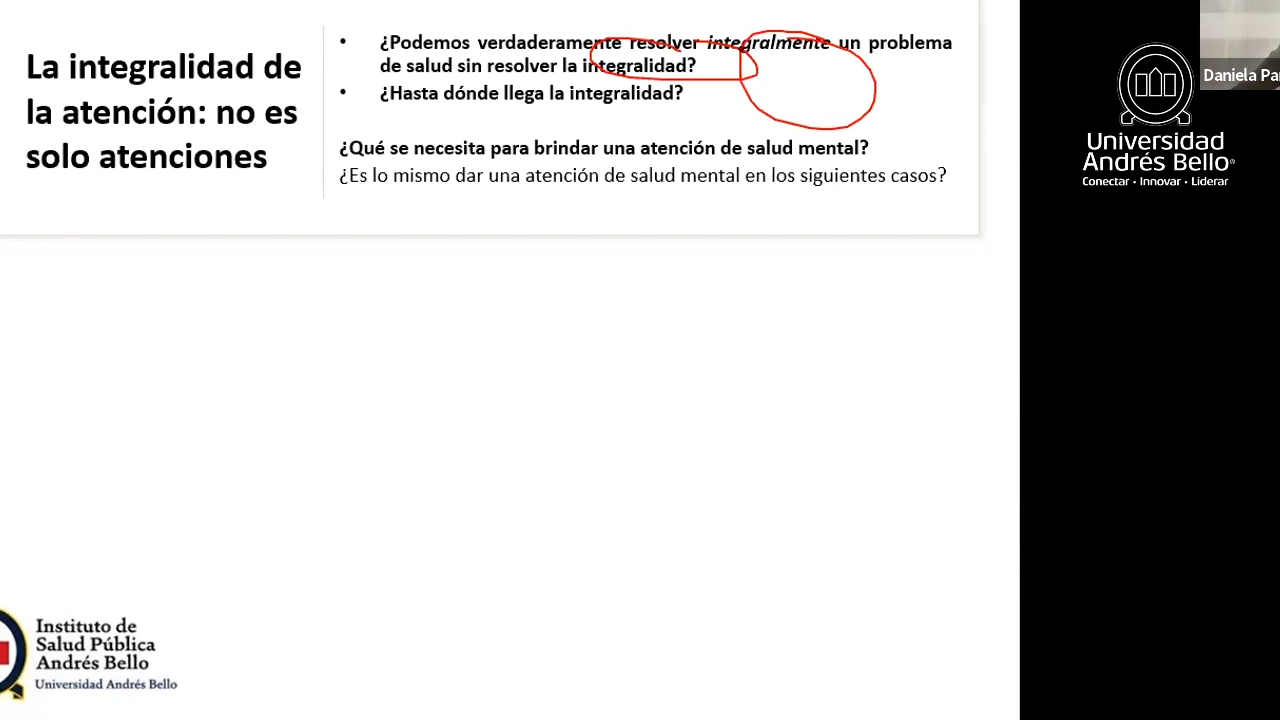 La integralidad de
la atención: no es
solo atenciones
• ¿Podemos verdaderamente resolver integralmente un problema
de salud sin resolver la integralidad?
• ¿Hasta dónde llega la integralidad?
¿Qué se necesita para brindar una atención de salud mental?
¿Es lo mismo dar una atención de salud mental en los siguientes casos?
Daniela
Universidad
Andrés Bello®
Conectar • Innovar • Liderar
Instituto de
Salud Pública
Andrés Bello
Universidad Andrés Bello